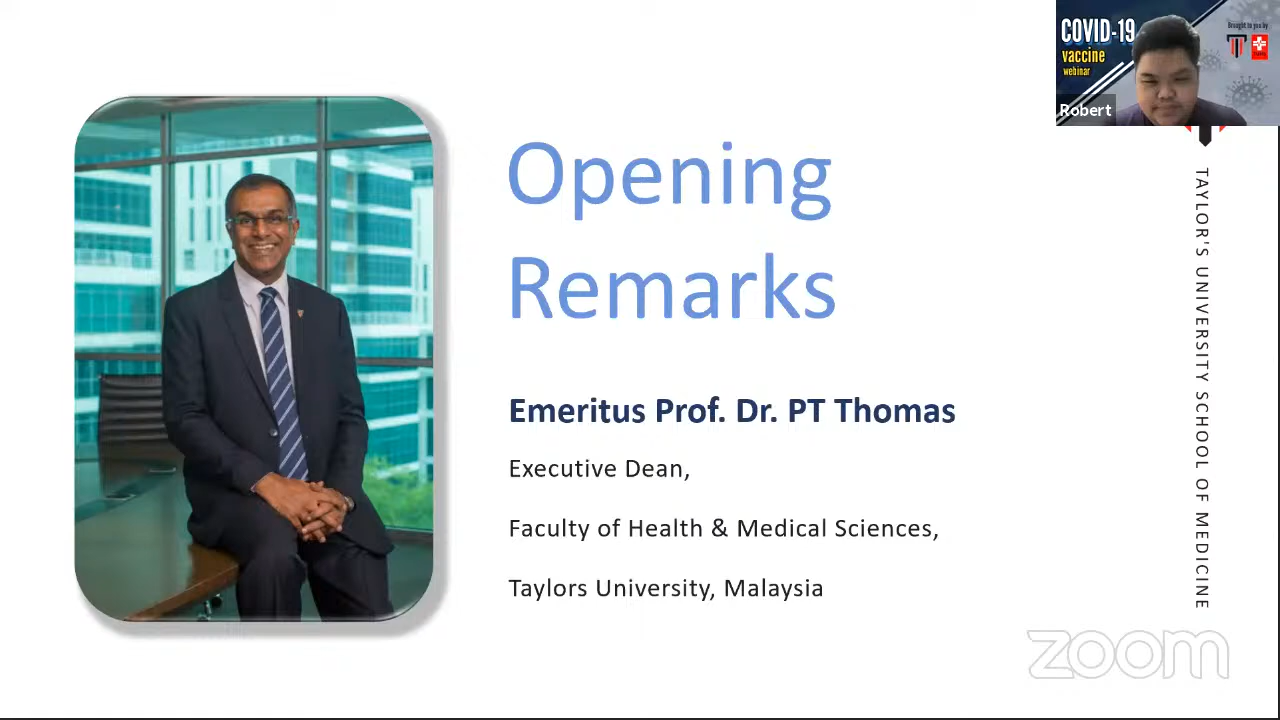 COVID-19
vaccine
webinar
Brought to you by
Robert
Opening
Remarks
Emeritus Prof. Dr. PT Thomas
Executive Dean,
Faculty of Health & Medical Sciences,
Taylors University, Malaysia
TAYLOR'S UNIVERSITY SCHOOL OF MEDICINE
zoom